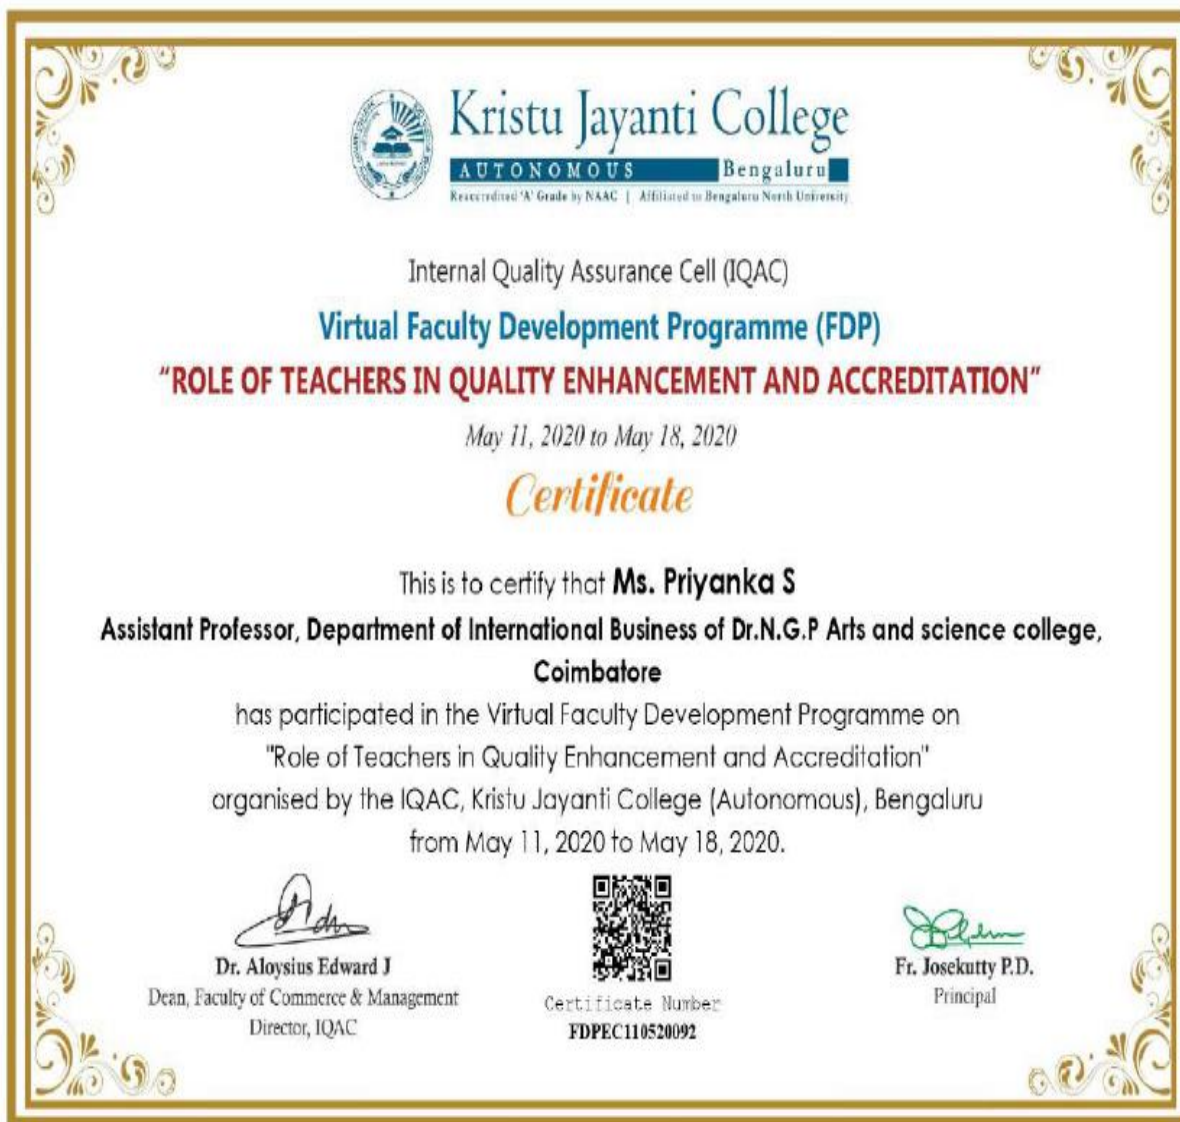 Kristu Jayanti College
AUTONOMOUS Bengaluru
Reaccredited 'A' Grade by NAAC | Affiliated to Bengaluru North University
Internal Quality Assurance Cell (IQAC)
Virtual Faculty Development Programme (FDP)
"ROLE OF TEACHERS IN QUALITY ENHANCEMENT AND ACCREDITATION"
May 11, 2020 to May 18, 2020
Certificate
This is to certify that Ms. Priyanka S
Assistant Professor, Department of International Business of Dr.N.G.P Arts and science college,
Coimbatore
has participated in the Virtual Faculty Development Programme on
"Role of Teachers in Quality Enhancement and Accreditation"
organised by the IQAC, Kristu Jayanti College (Autonomous), Bengaluru
from May 11, 2020 to May 18, 2020.
Dr. Aloysius Edward J
Dean, Faculty of Commerce & Management
Director, IQAC
Certificate Number
FDPEC110520092
Fr. Josekutty P.D.
Principal